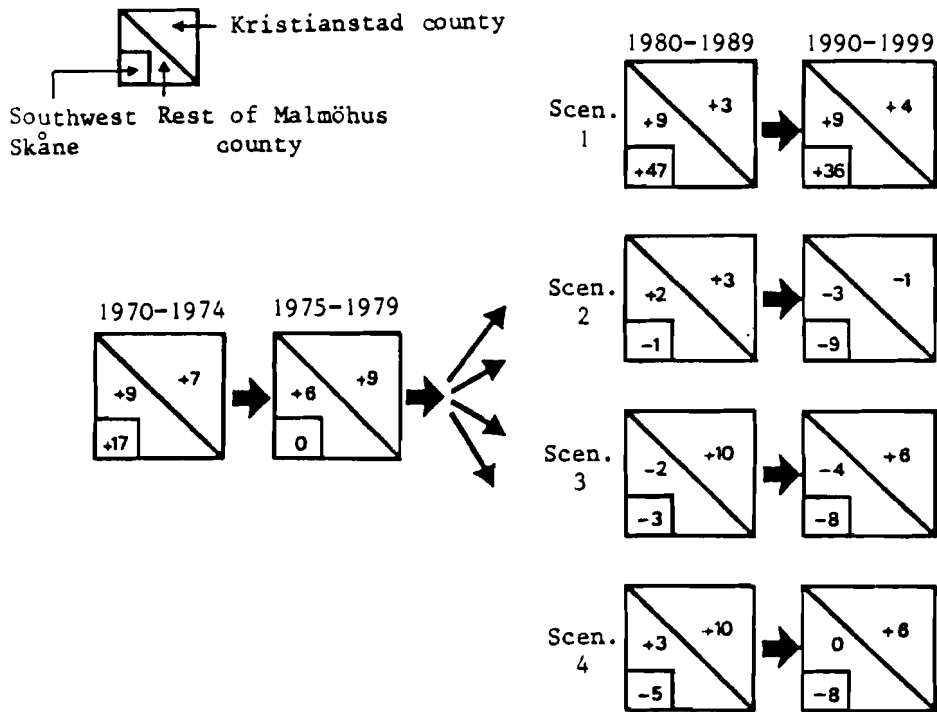 Kristianstad county
Southwest Rest of Malmöhus
Skåne county
1970-1974 1975-1979
+9 +7 +6 +9
+17 0
1980-1989 1990-1999
Scen.
1
+9 +3 +9 +4
+47 +36
Scen.
2
+2 +3 -3 -1
-1 -9
Scen.
3
-2 +10 -4 +6
-3 -8
Scen.
4
+3 +10 0 +6
-5 -8